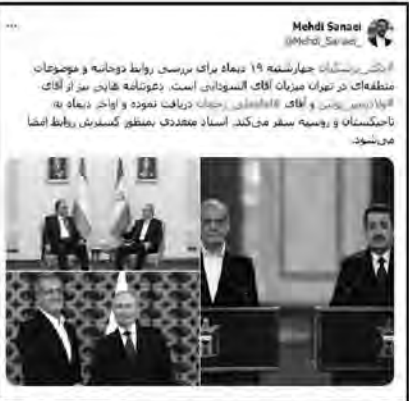 Mehdi Sanaei
@Mehdi_Sanaei_
#دکتر_پزشکیان چهارشنبه ۱۹ دیماه برای بررسی روابط دوجانبه و موضوعات
منطقه‌ای در تهران میزبان آقای السودانی است. دعوتنامه هایی نیز از آقای
#ولادیمیر_پوتین و آقای #امامعلی_رحمان دریافت نموده و اواخر دیماه به
تاجیکستان و روسیه سفر می‌کند. اسناد متعددی بمنظور گسترش روابط امضا
می‌شود.